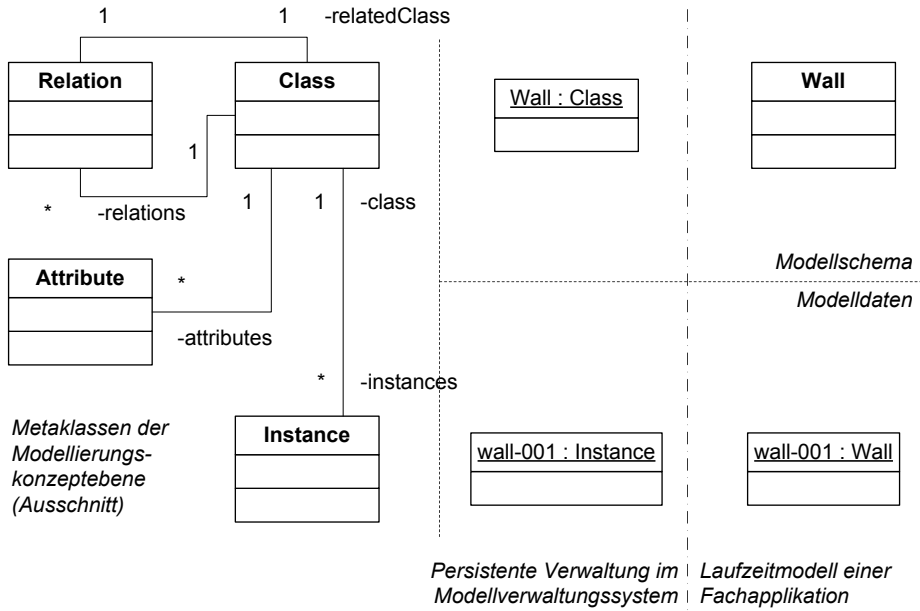 1 1 -relatedClass
Relation
Class
Wall : Class
Wall
1
* -relations
1 1 -class
Attribute
*
-attributes
Modellschema
Modelldaten
* -instances
Metaklassen der
Modellierungs-
konzeptebene
(Ausschnitt)
Instance
wall-001 : Instance
wall-001 : Wall
Persistente Verwaltung im
Modellverwaltungssystem
Laufzeitmodell einer
Fachapplikation